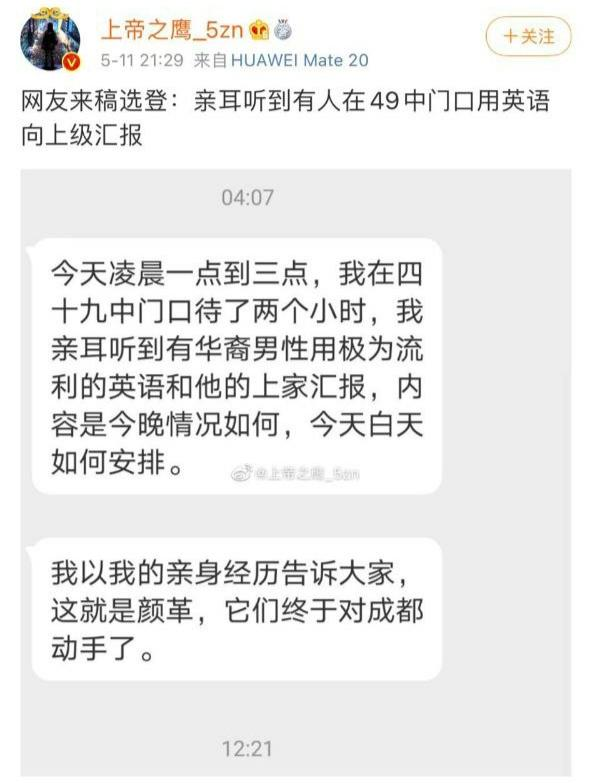 上帝之鹰_5zn
5-11 21:29 来自HUAWEI Mate 20
+关注
网友来稿选登：亲耳听到有人在49中门口用英语
向上级汇报
04:07
今天凌晨一点到三点，我在四
十九中门口待了两个小时，我
亲耳听到有华裔男性用极为流
利的英语和他的上家汇报，内
容是今晚情况如何，今天白天
如何安排。
@上帝之鹰_5zn
我以我的亲身经历告诉大家，
这就是颜革，它们终于对成都
动手了。
12:21